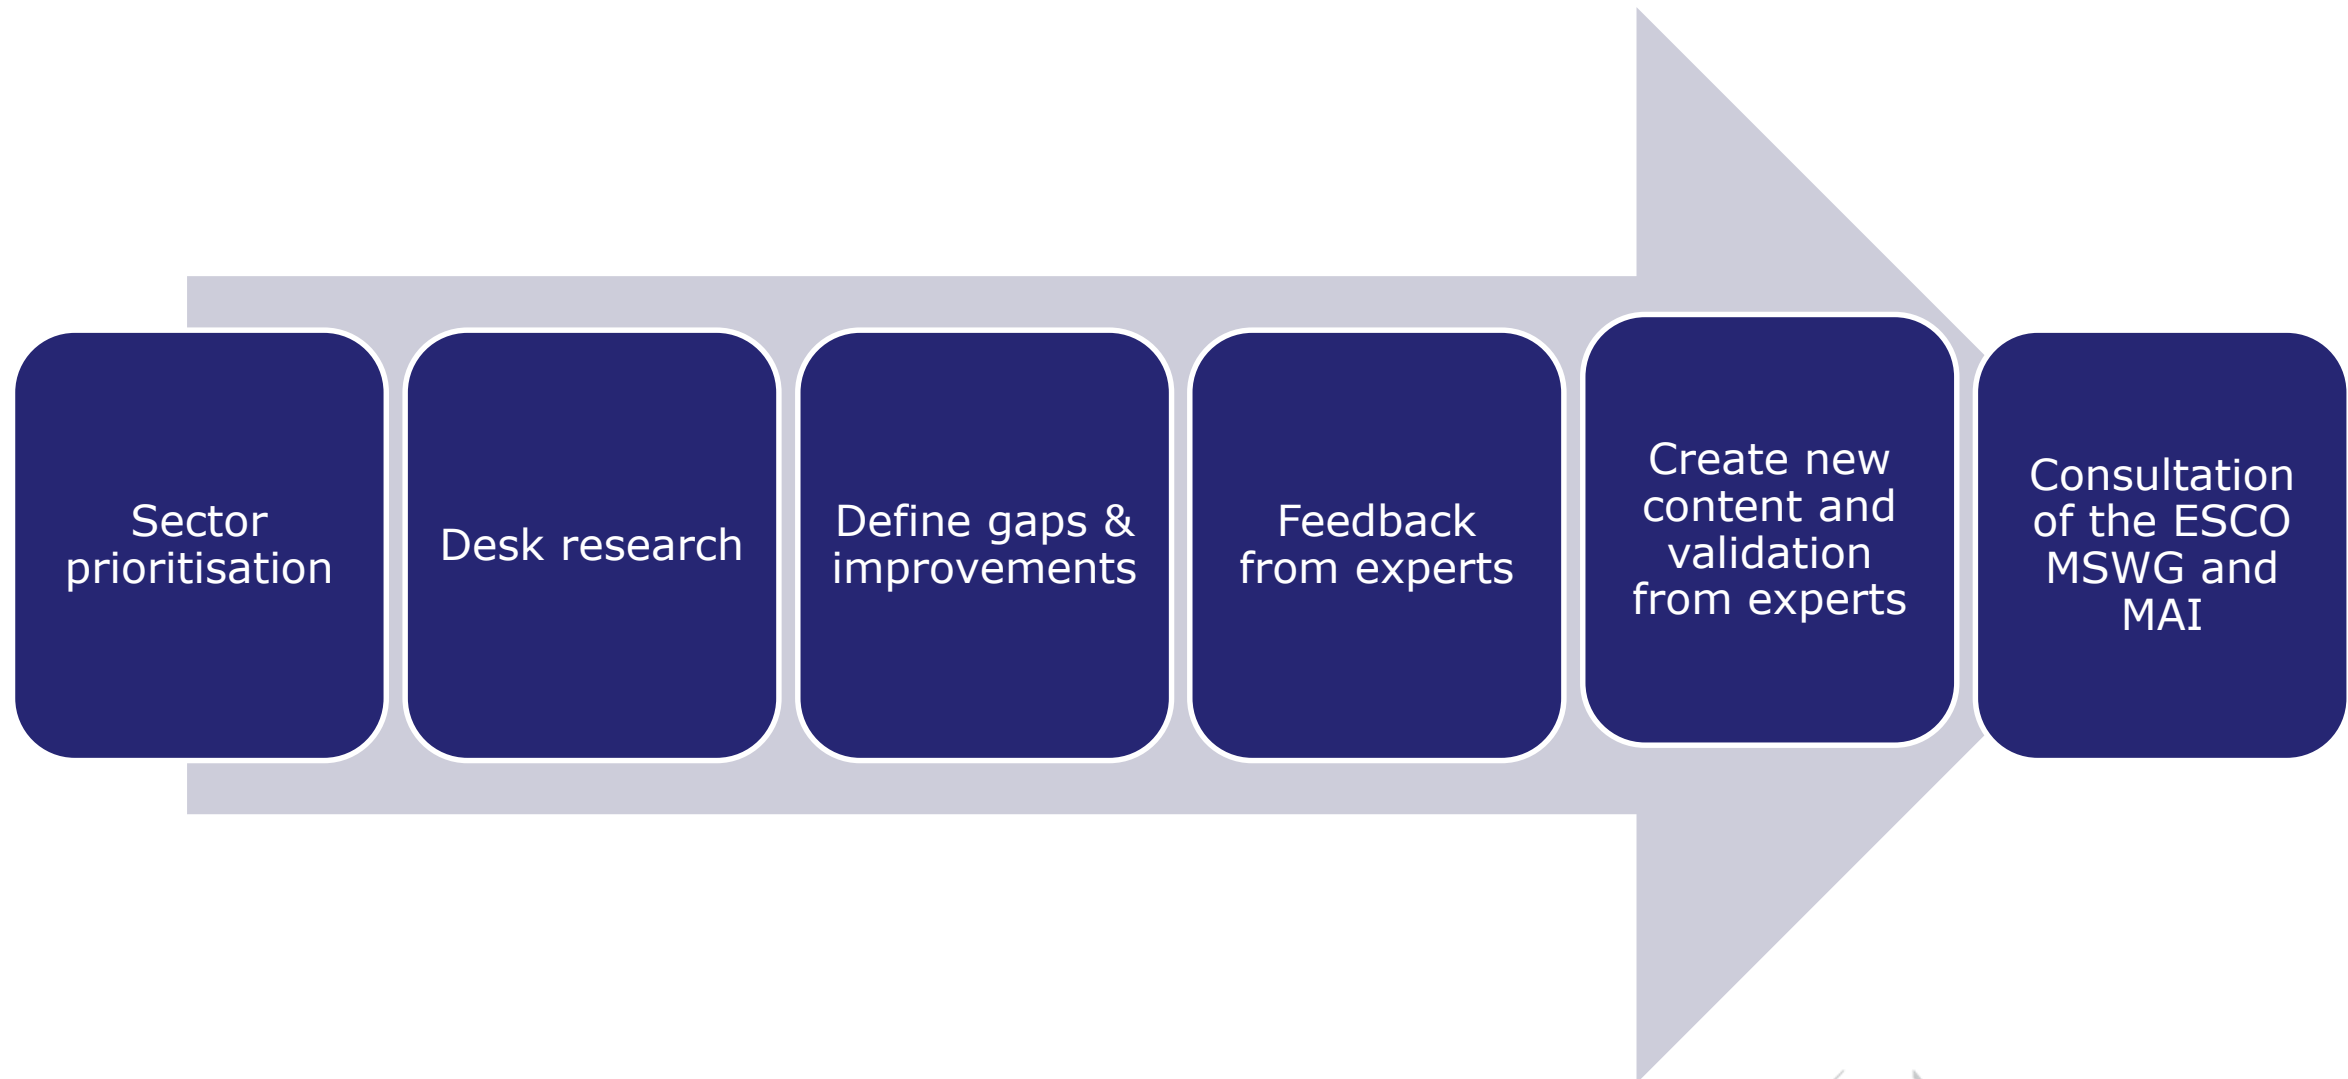 Sector
prioritisation
Desk research
Define gaps &
improvements
Feedback
from experts
Create new
content and
validation
from experts
Consultation
of the ESCO
MSWG and
MAI